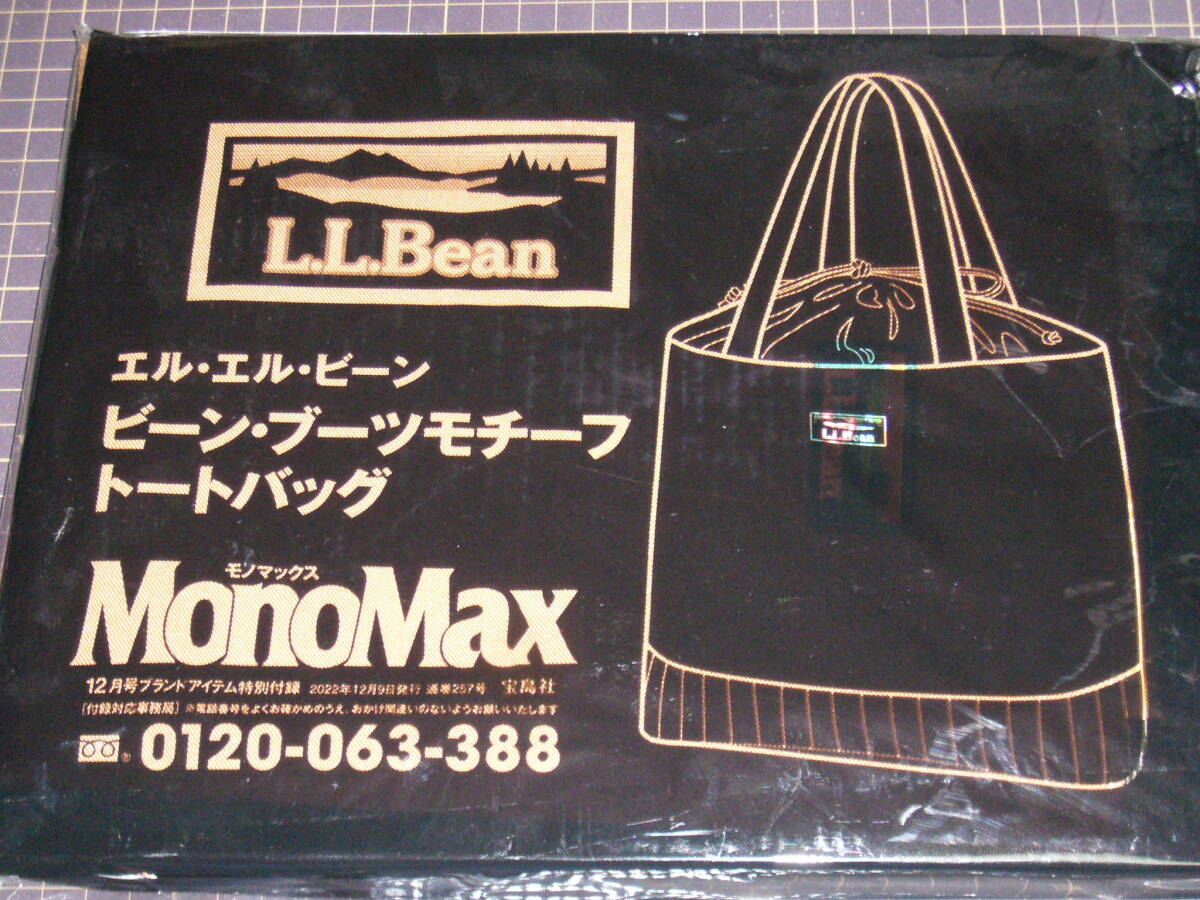 L.L.Bean
エル・エル・ビーン
ビーン・ブーツモチーフ
トートバッグ
L.L.Bean
モノマックス
MonoMax
12月号ブランドアイテム特別付録 2022年12月9日発行 通巻257号 宝島社
[付録対応事務局] ※電話番号をよくお確かめのうえ、おかけ間違いのないようお願いいたします
® 0120-063-388